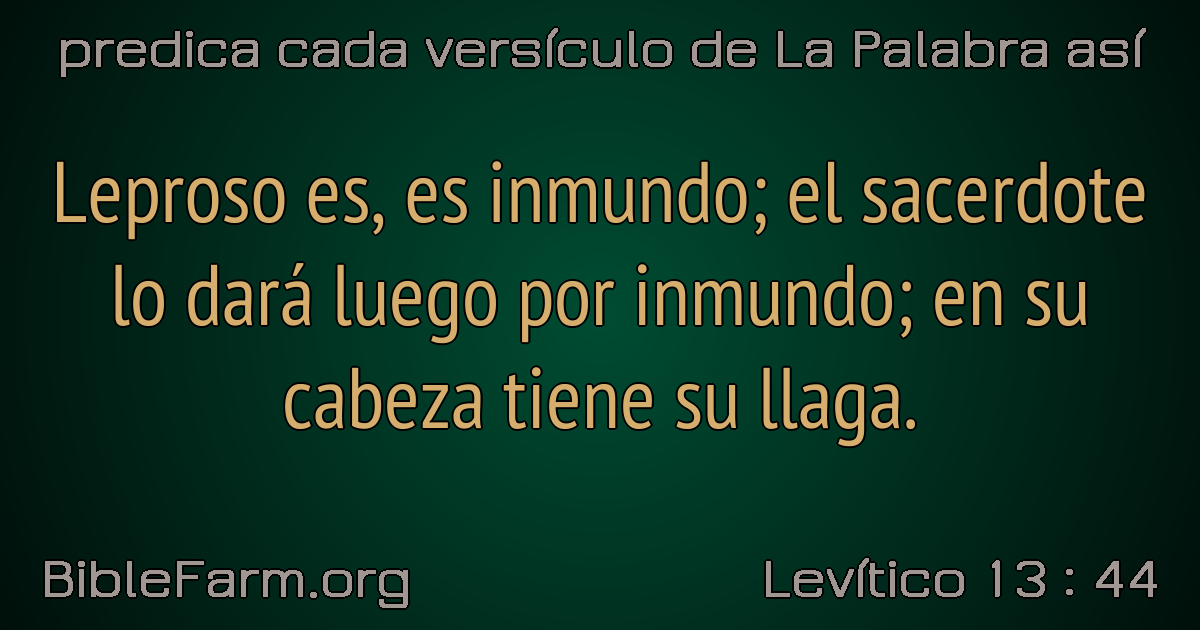 predica cada versículo de La Palabra así
Leproso es, es inmundo; el sacerdote
lo dará luego por inmundo; en su
cabeza tiene su llaga.
BibleFarm.org
Levítico 13 : 44